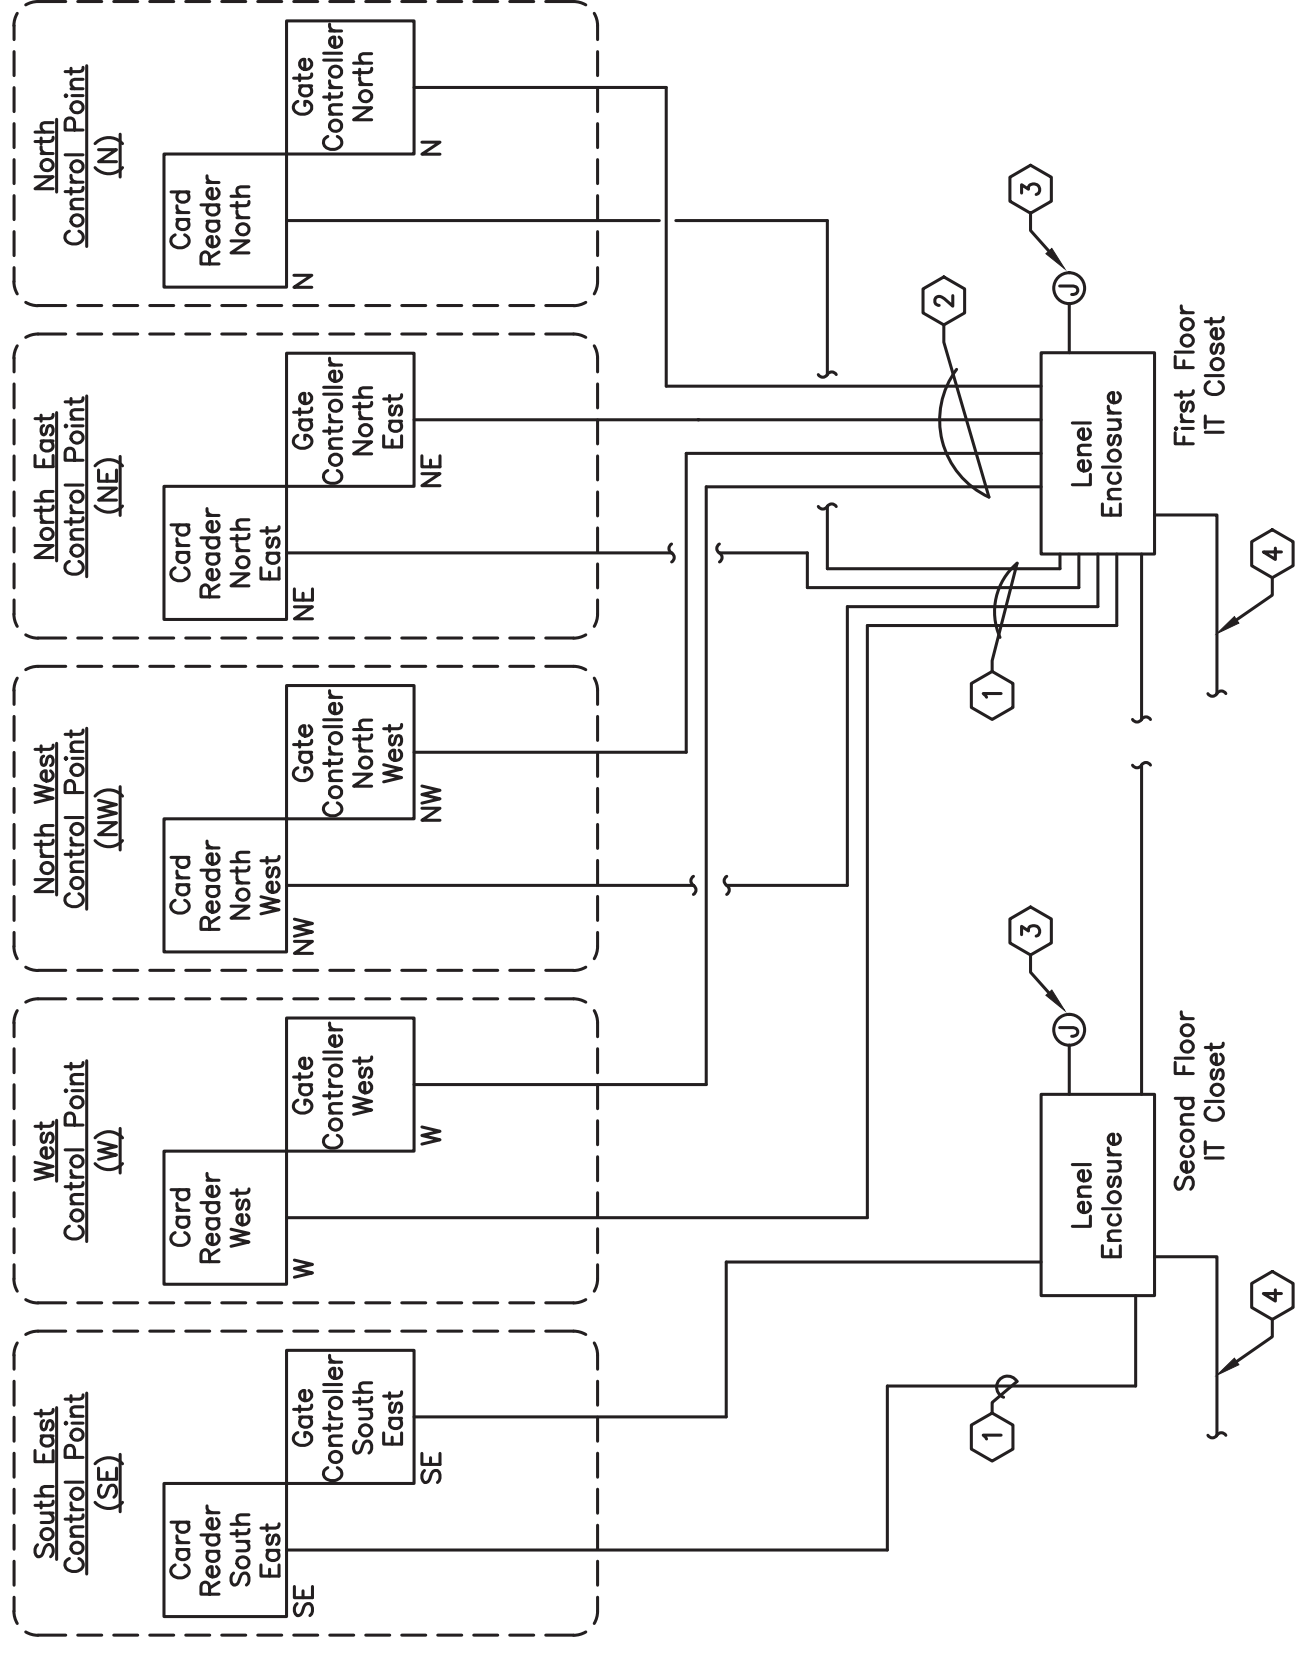 South East
Control Point
(SE)
Card
Reader
South
East
SE
Gate
Controller
South
East
SE
West
Control Point
(W)
Card
Reader
West
W
Gate
Controller
West
W
North West
Control Point
(NW)
Card
Reader
North
West
NW
Gate
Controller
North
West
NW
North East
Control Point
(NE)
Card
Reader
North
East
NE
Gate
Controller
North
East
NE
North
Control Point
(N)
Card
Reader
North
N
Gate
Controller
North
N
1
3
J
Lenel
Enclosure
Second Floor
IT Closet
4
1
2
3
J
Lenel
Enclosure
First Floor
IT Closet
4